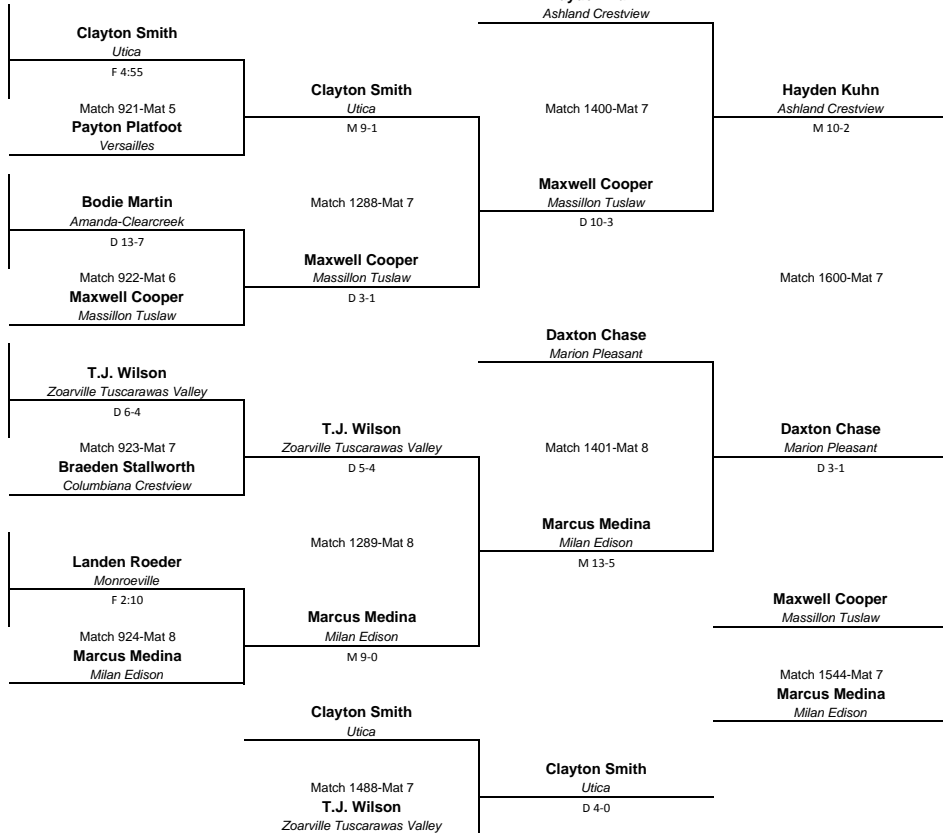 Ashland Crestview
Clayton Smith
Utica
F 4:55
Match 921-Mat 5
Payton Platfoot
Versailles
Bodie Martin
Amanda-Clearcreek
D 13-7
Match 922-Mat 6
Maxwell Cooper
Massillon Tuslaw
T.J. Wilson
Zoarville Tuscarawas Valley
D 6-4
Match 923-Mat 7
Braeden Stallworth
Columbiana Crestview
Landen Roeder
Monroeville
F 2:10
Match 924-Mat 8
Marcus Medina
Milan Edison
Clayton Smith
Utica
M 9-1
Match 1288-Mat 7
Maxwell Cooper
Massillon Tuslaw
D 3-1
T.J. Wilson
Zoarville Tuscarawas Valley
D 5-4
Match 1289-Mat 8
Marcus Medina
Milan Edison
M 9-0
Clayton Smith
Utica
Match 1488-Mat 7
T.J. Wilson
Zoarville Tuscarawas Valley
Match 1400-Mat 7
Maxwell Cooper
Massillon Tuslaw
D 10-3
Daxton Chase
Marion Pleasant
Match 1401-Mat 8
Marcus Medina
Milan Edison
M 13-5
Clayton Smith
Utica
D 4-0
Hayden Kuhn
Ashland Crestview
M 10-2
Match 1600-Mat 7
Daxton Chase
Marion Pleasant
D 3-1
Maxwell Cooper
Massillon Tuslaw
Match 1544-Mat 7
Marcus Medina
Milan Edison